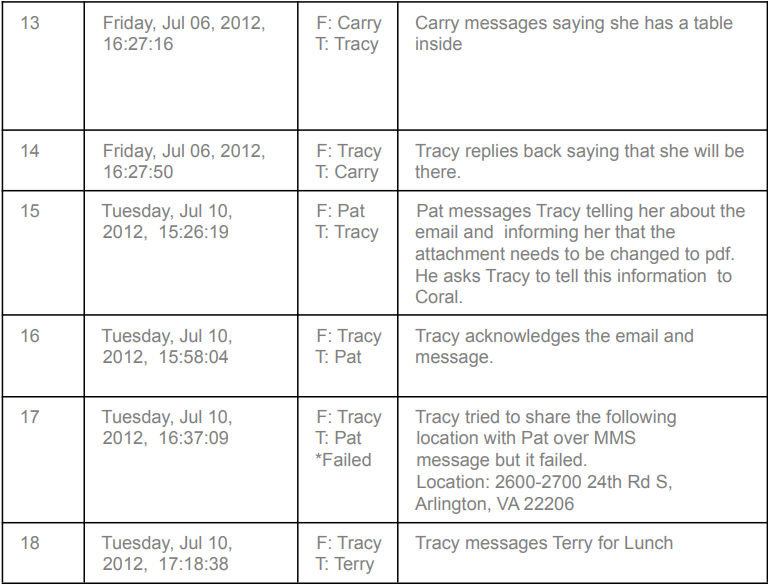 13
Friday, Jul 06, 2012,
16:27:16
F: Carry
T: Tracy
Carry messages saying she has a table
inside
14
Friday, Jul 06, 2012,
16:27:50
F: Tracy
T: Carry
Tracy replies back saying that she will be
there.
15
Tuesday, Jul 10,
2012,  15:26:19
F: Pat
T: Tracy
Pat messages Tracy telling her about the
email and  informing her that the
attachment needs to be changed to pdf.
He asks Tracy to tell this information  to
Coral.
16
Tuesday, Jul 10,
2012,  15:58:04
F: Tracy
T: Pat
Tracy acknowledges the email and
message.
17
Tuesday, Jul 10,
2012,  16:37:09
F: Tracy
T: Pat
*Failed
Tracy tried to share the following
location with Pat over MMS
message but it failed.
Location: 2600-2700 24th Rd S,
Arlington, VA 22206
18
Tuesday, Jul 10,
2012,  17:18:38
F: Tracy
T: Terry
Tracy messages Terry for Lunch